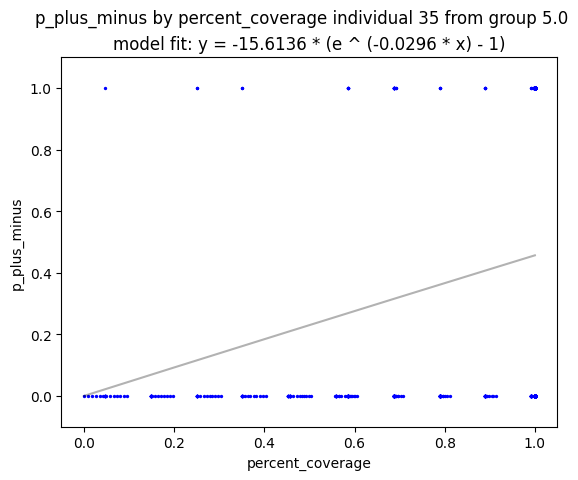 p_plus_minus by percent_coverage individual 35 from group 5.0
model fit: y = -15.6136 * (e ^ (-0.0296 * x) - 1)
1.0
0.8
0.6
0.4
0.2
0.0
p_plus_minus
0.0 0.2 0.4 0.6 0.8 1.0
percent_coverage